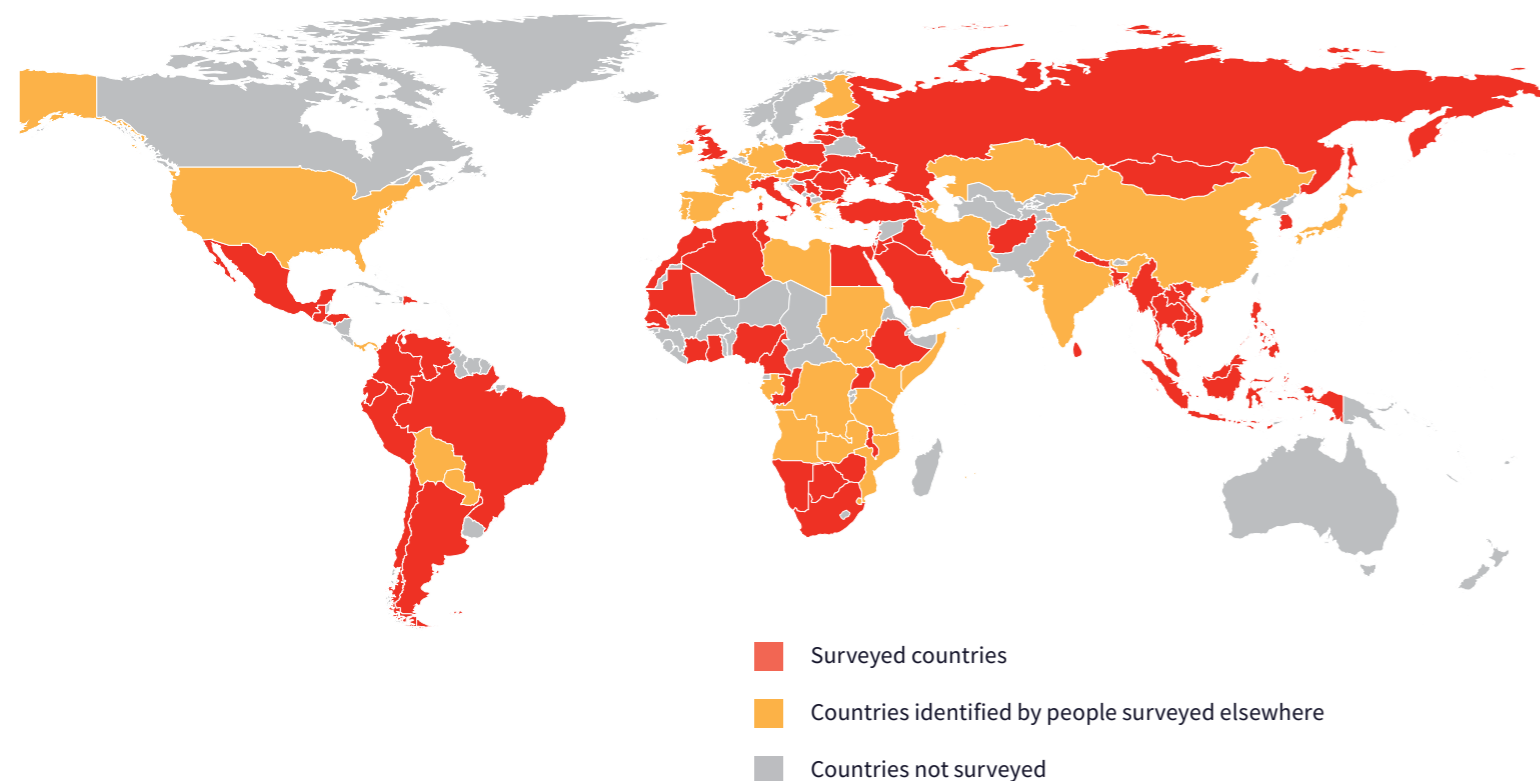 Surveyed countries
Countries identified by people surveyed elsewhere
Countries not surveyed